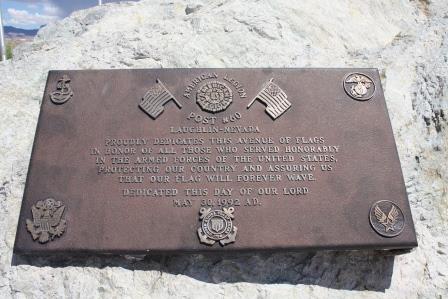 AMERICAN LEGION
POST #60
LAUGHLIN-NEVADA
PROUDLY DEDICATES THIS AVENUE OF FLAGS
IN HONOR OF ALL THOSE WHO SERVED HONORABLY
IN THE ARMED FORCES OF THE UNITED STATES,
PROTECTING OUR COUNTRY AND ASSURING US
THAT OUR FLAG WILL FOREVER WAVE.
DEDICATED THIS DAY OF OUR LORD
MAY 30, 1992 A.D.